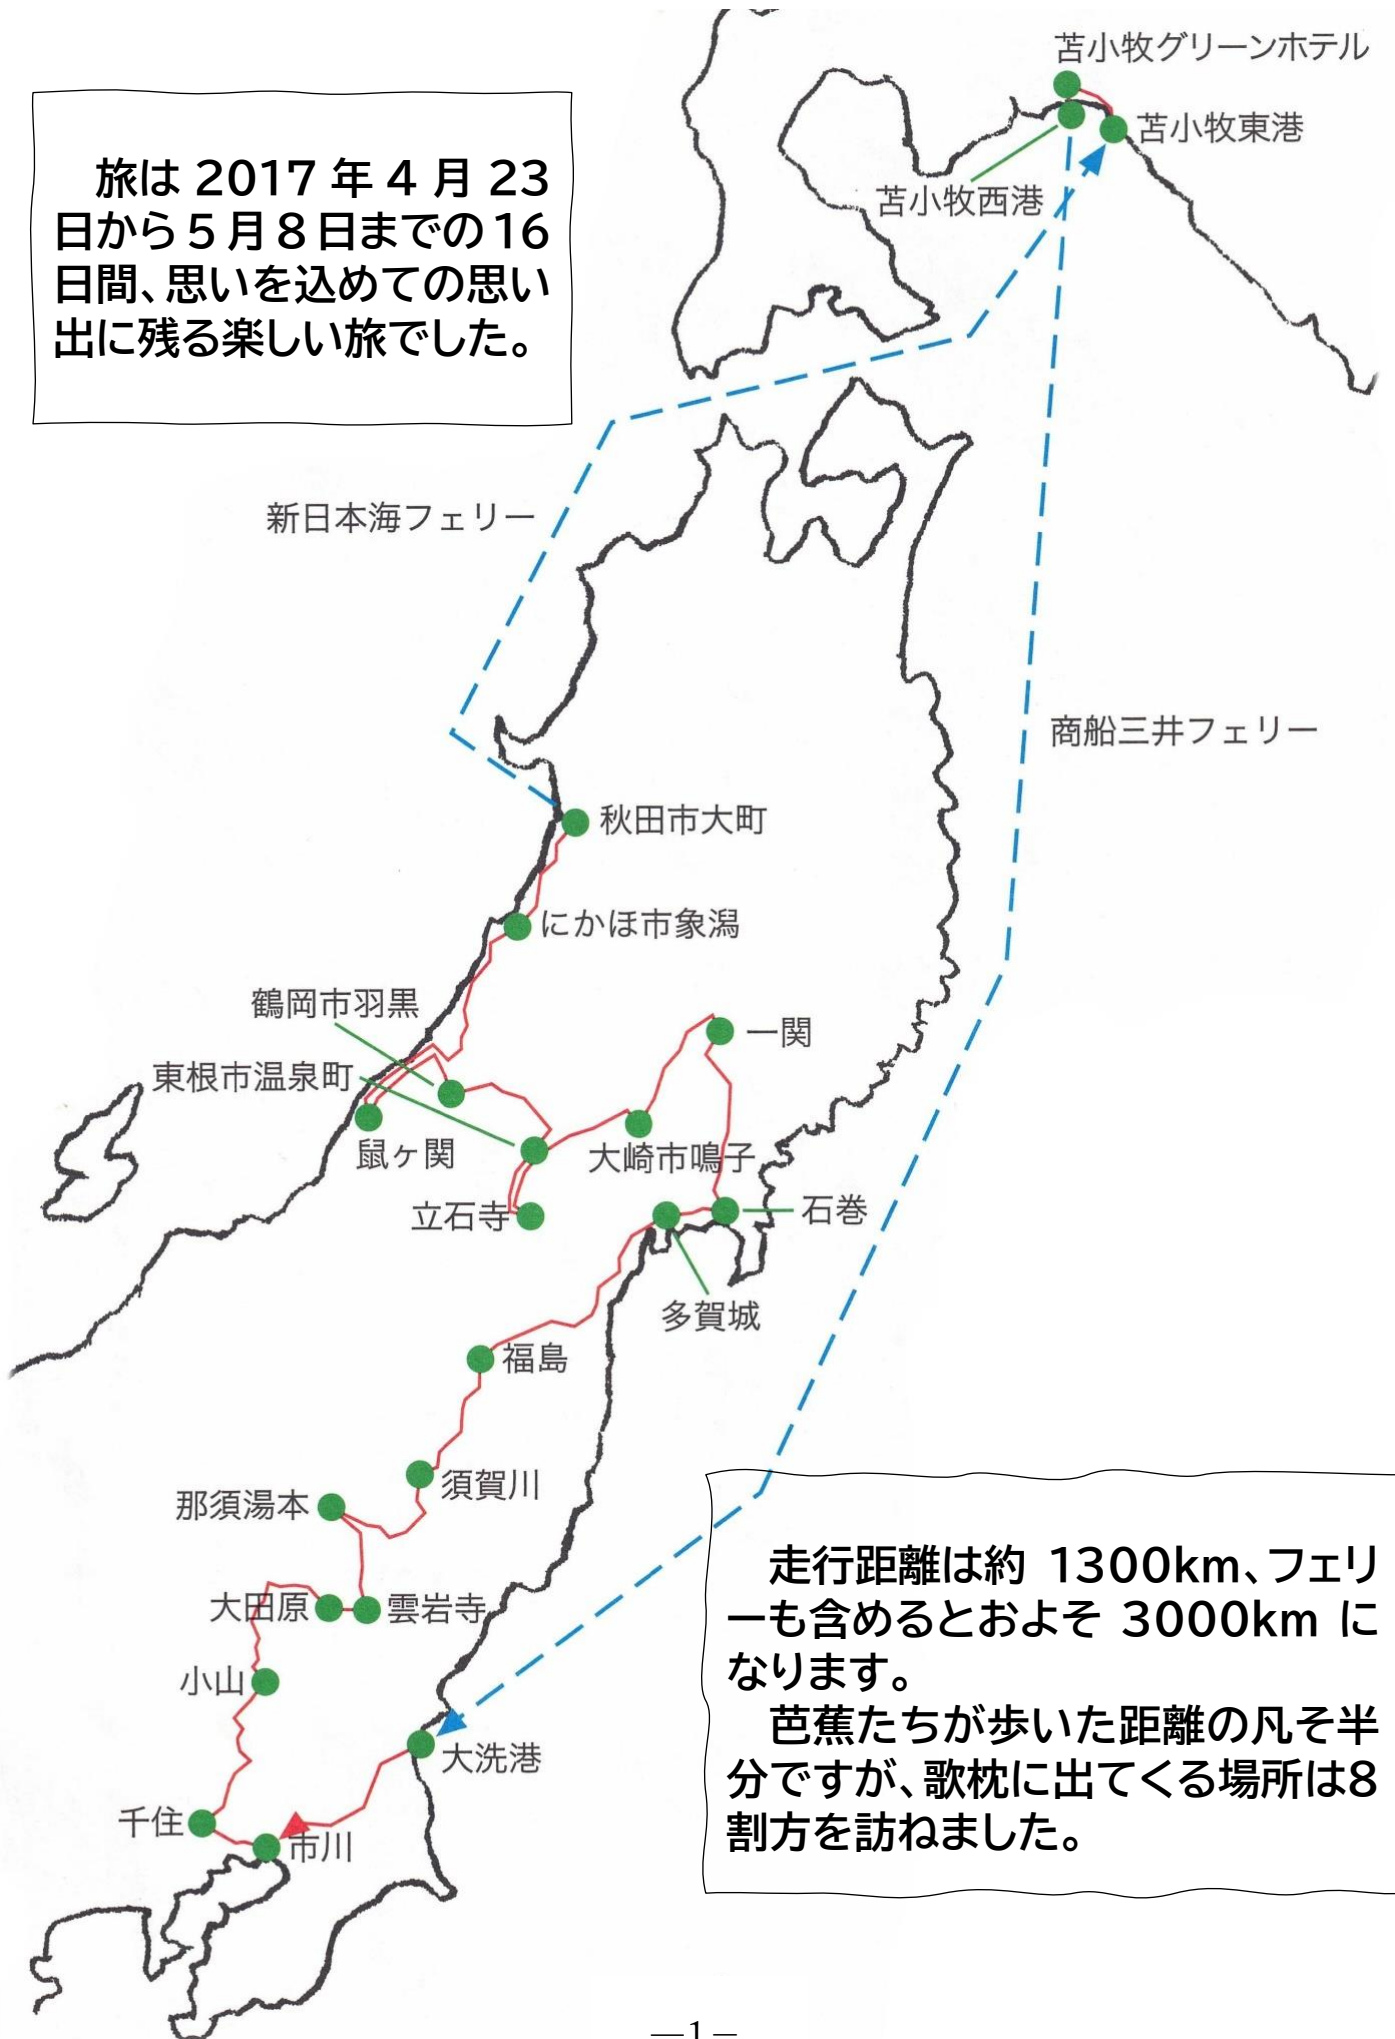 苫小牧グリーンホテル
苫小牧東港
苫小牧西港
旅は 2017 年 4 月 23
日から 5 月 8 日までの 16
日間、思いを込めての思い
出に残る楽しい旅でした。
新日本海フェリー
商船三井フェリー
秋田市大町
にかほ市象潟
鶴岡市羽黒
一関
東根市温泉町
鼠ヶ関
大崎市鳴子
立石寺
石巻
多賀城
福島
須賀川
那須湯本
大田原
雲岩寺
小山
大洗港
千住
市川
走行距離は約 1300km、フェリ
ーも含めるとおよそ 3000km に
なります。
芭蕉たちが歩いた距離の凡そ半
分ですが、歌枕に出てくる場所は8
割方を訪ねました。
—1–